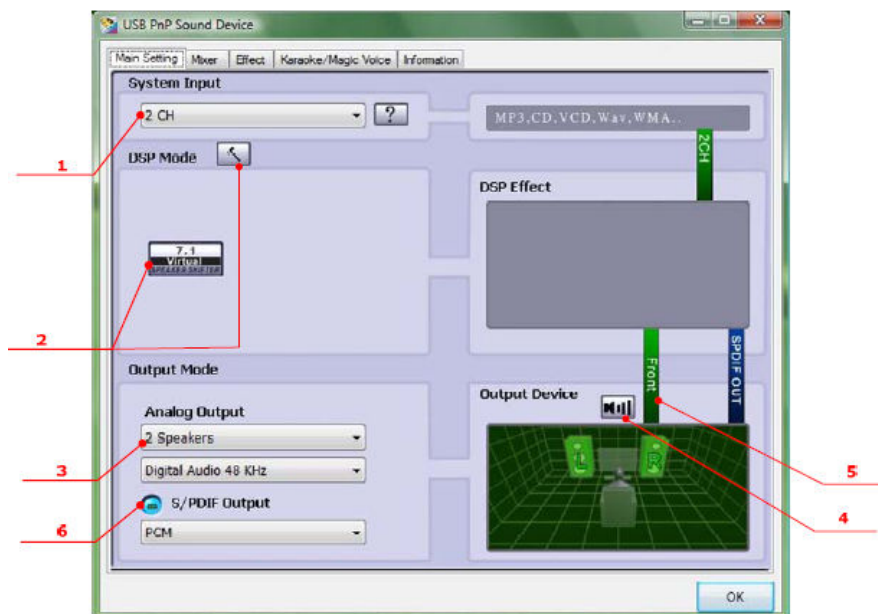 USB PnP Sound Device
Main Setting Mixer Effect Karaoke/Magic Voice Information
System Input
2 CH
?
MP3,CD,VCD,Wav,WMA..
2CH
1
DSP Mode
DSP Effect
7.1
Virtual
SPEAKER SHIFTER
2
Output Mode
Front
SPDIF OUT
Analog Output
Output Device
2 Speakers
L
R
3
Digital Audio 48 KHz
5
S/PDIF Output
4
6
PCM
OK